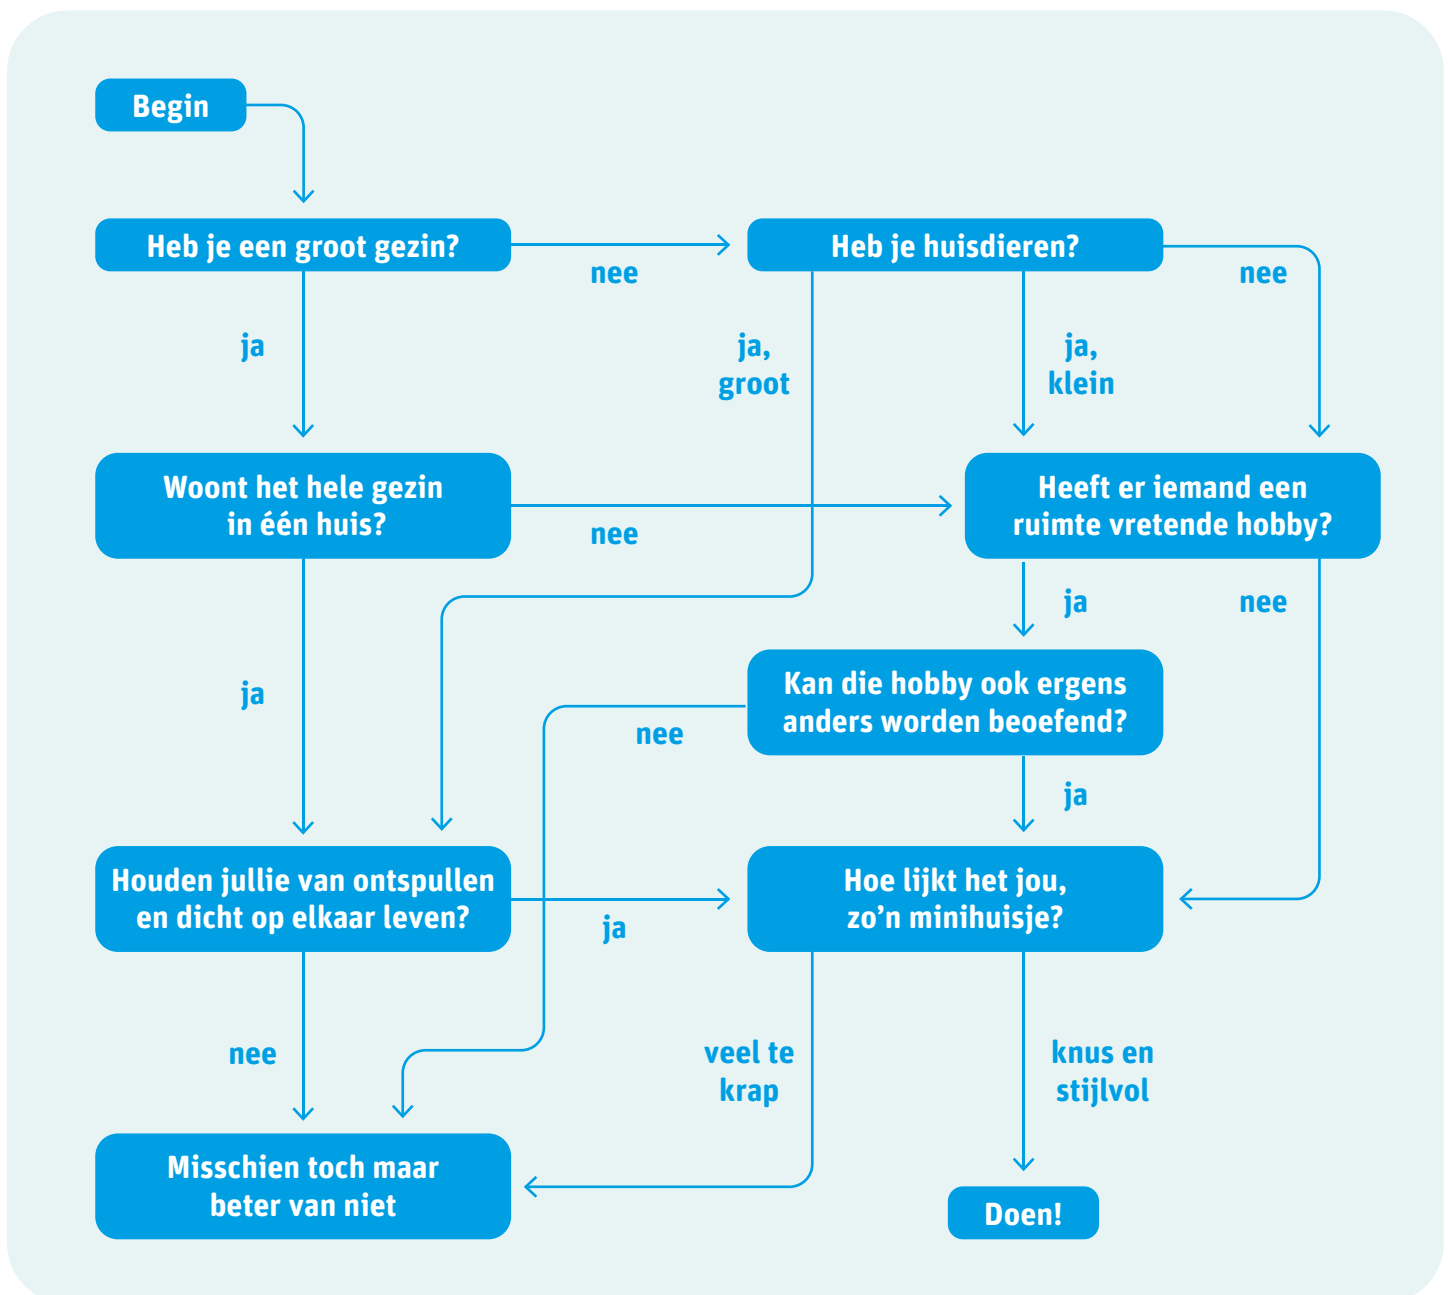 Begin
Heb je een groot gezin?
nee
Heb je huisdieren?
nee
ja
ja,
groot
ja,
klein
Woont het hele gezin
in één huis?
nee
Heeft er iemand een
ruimte vretende hobby?
ja
nee
ja
Kan die hobby ook ergens
anders worden beoefend?
nee
ja
Houden jullie van ontspullen
en dicht op elkaar leven?
ja
Hoe lijkt het jou,
zo’n minihuisje?
nee
veel te
krap
knus en
stijlvol
Misschien toch maar
beter van niet
Doen!